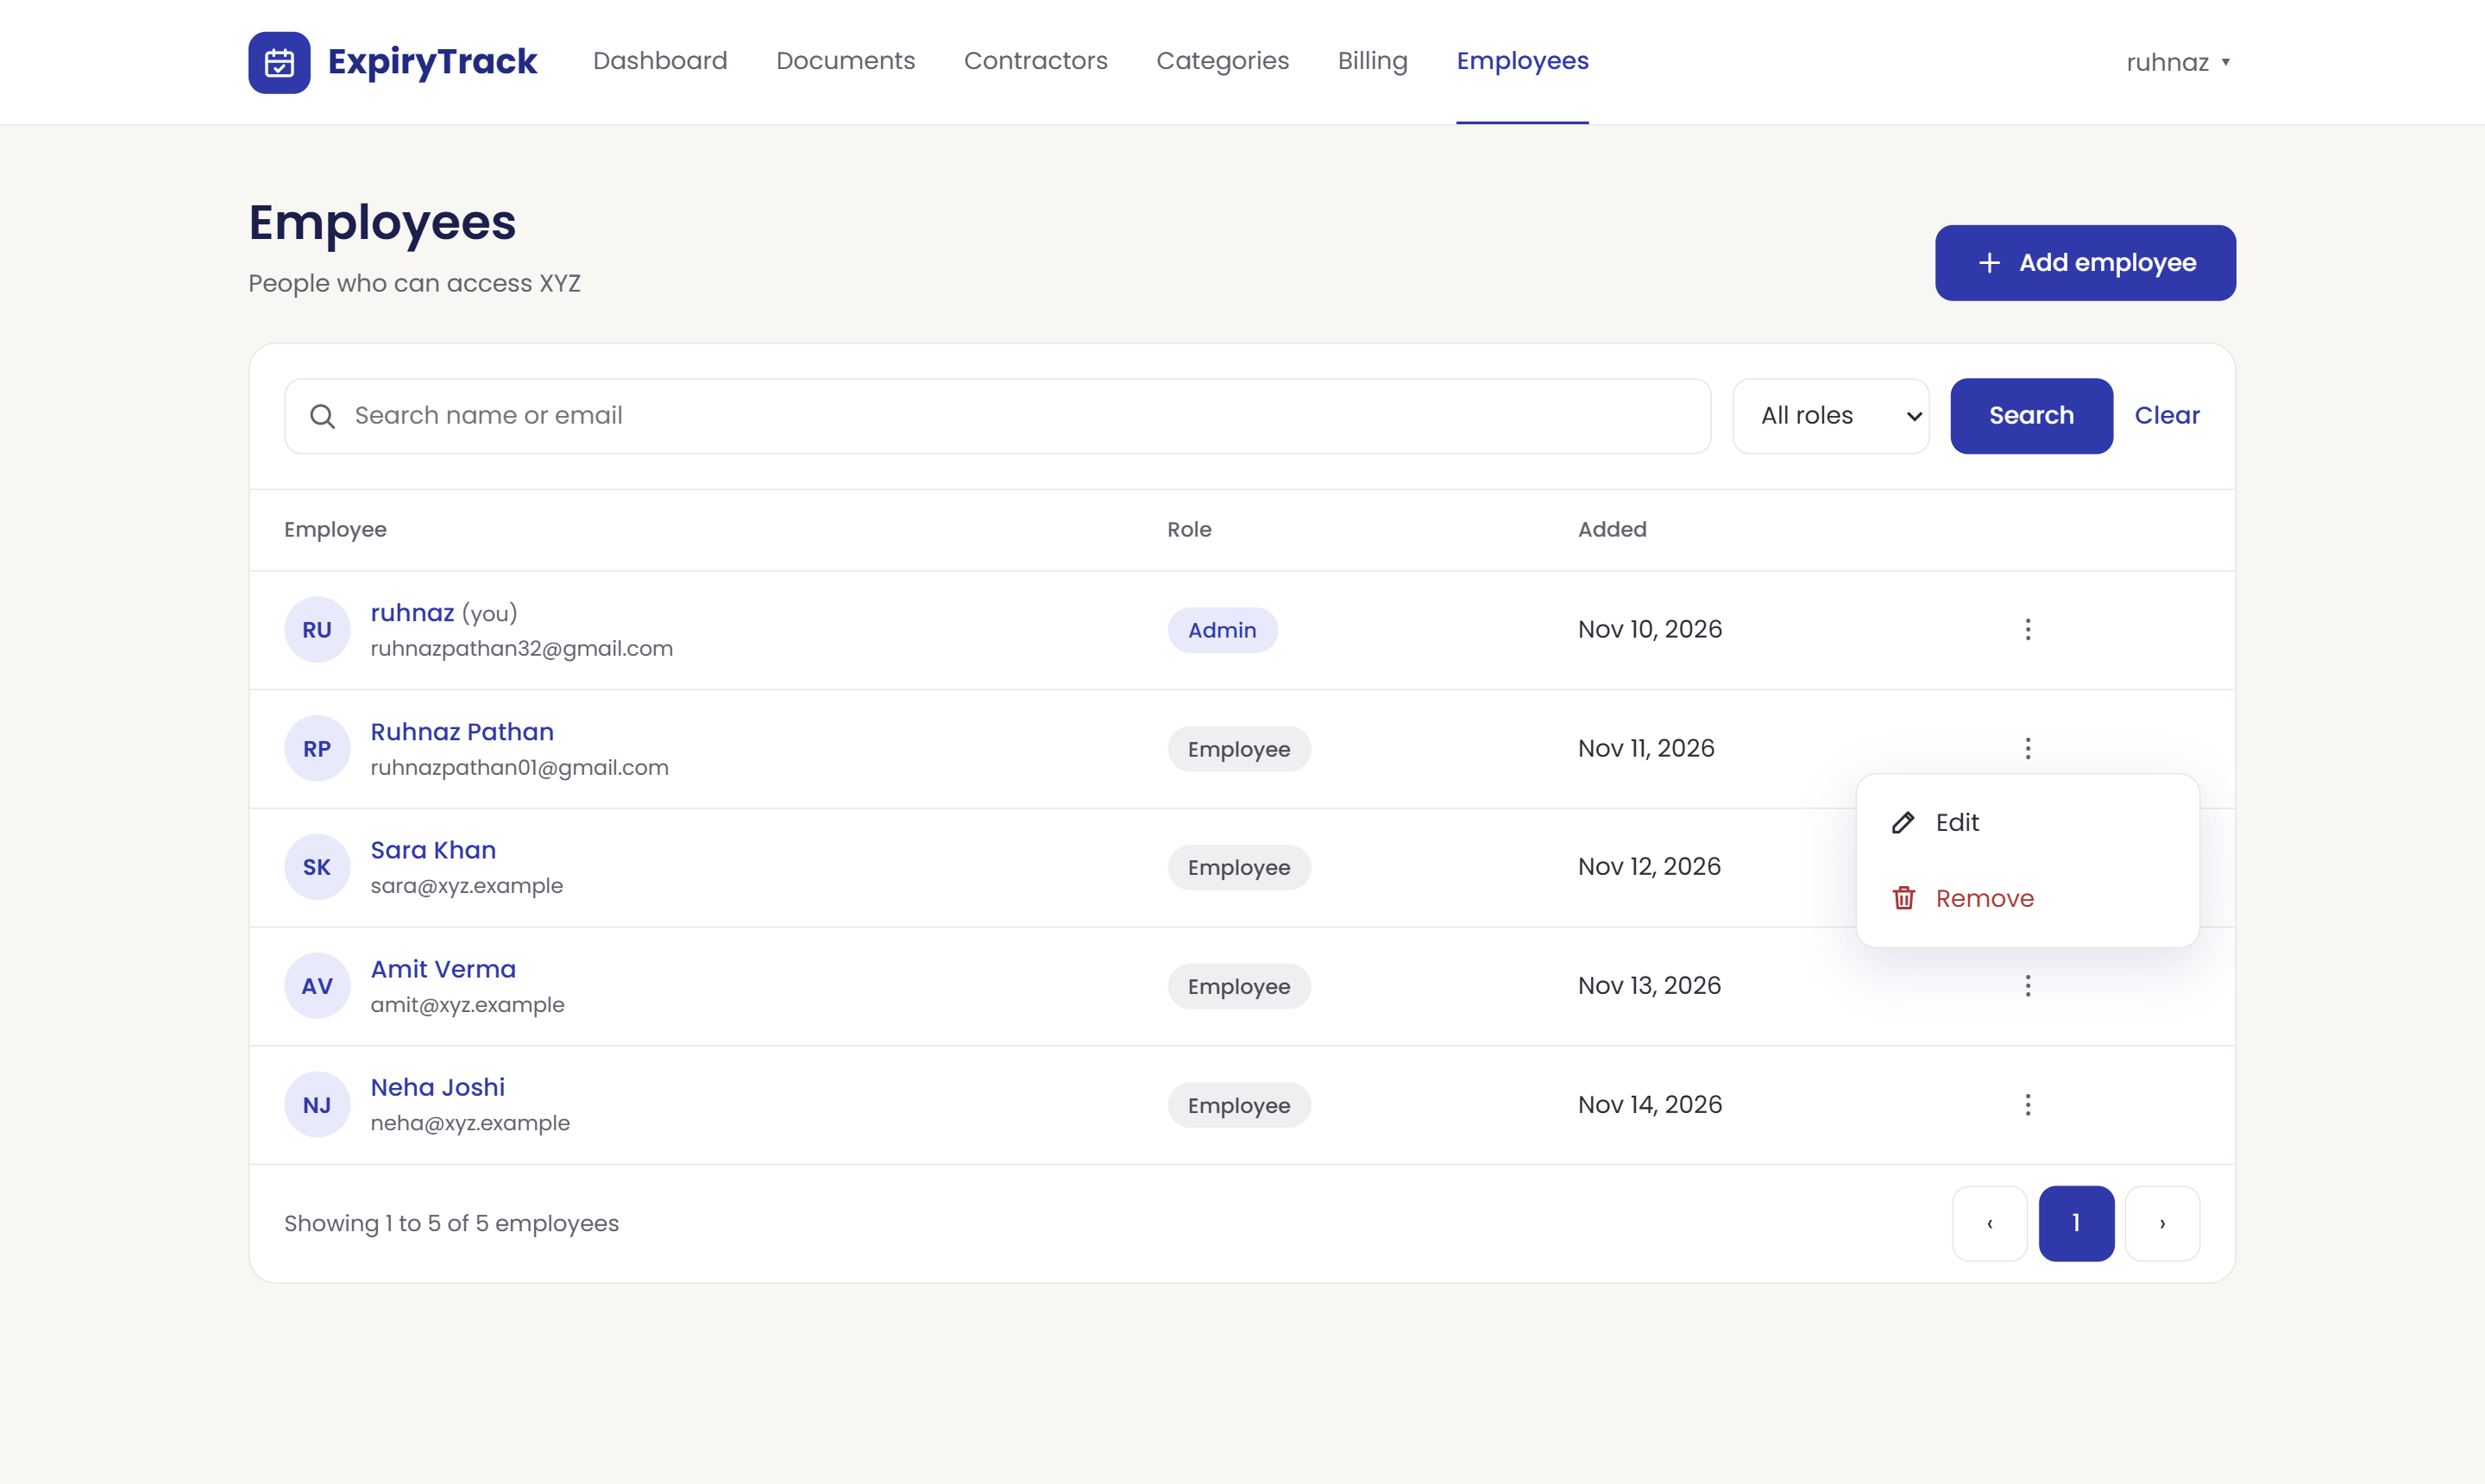 ExpiryTrack Dashboard Documents Contractors Categories Billing Employees ruhnaz ▾
Employees
People who can access XYZ
+ Add employee
Search name or email All roles Search Clear
Employee Role Added
RU ruhnaz (you) Admin Nov 10, 2026
ruhnazpathan32@gmail.com
RP Ruhnaz Pathan Employee Nov 11, 2026
ruhnazpathan01@gmail.com
Edit
SK Sara Khan Employee Nov 12, 2026
sara@xyz.example
Remove
AV Amit Verma Employee Nov 13, 2026
amit@xyz.example
NJ Neha Joshi Employee Nov 14, 2026
neha@xyz.example
Showing 1 to 5 of 5 employees ‹ 1 ›